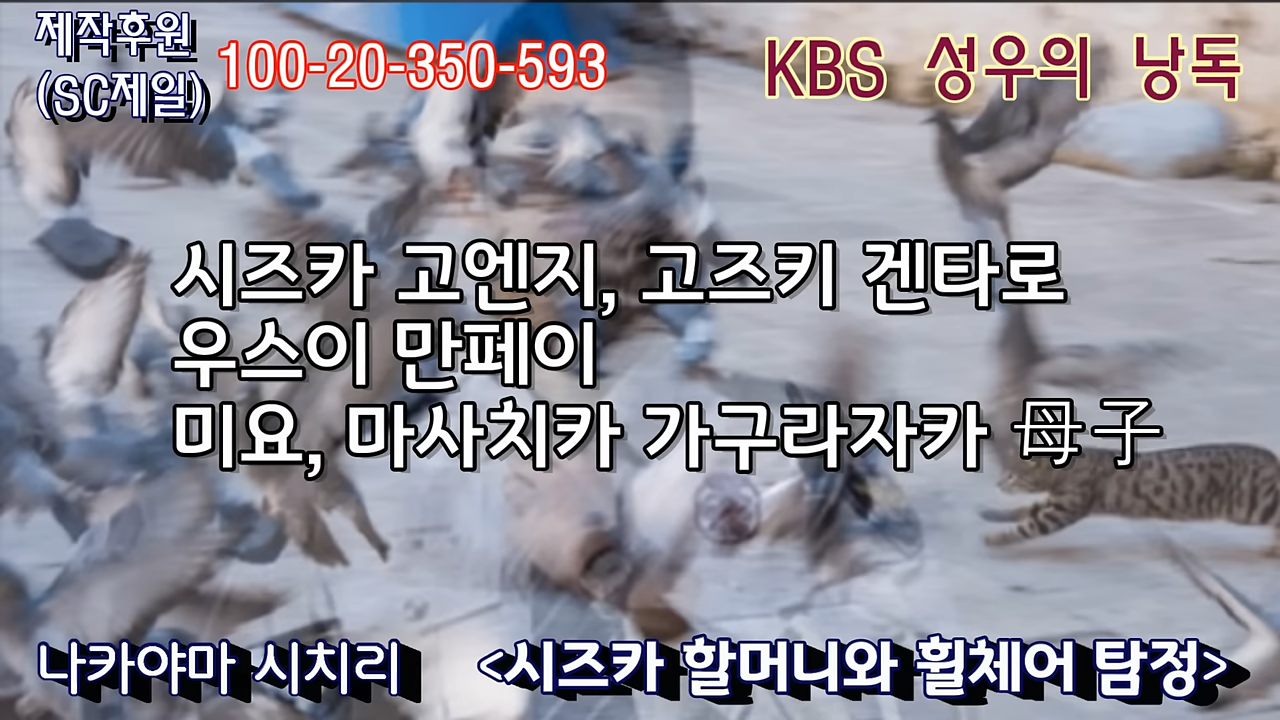 제작후원
(SC제일)
100-20-350-593
KBS 성우의 낭독
시즈카 고엔지, 고즈키 겐타로
우스이 만페이
미요, 마사치카 가구라자카 母子
나카야마 시치리
<시즈카 할머니와 휠체어 탐정>